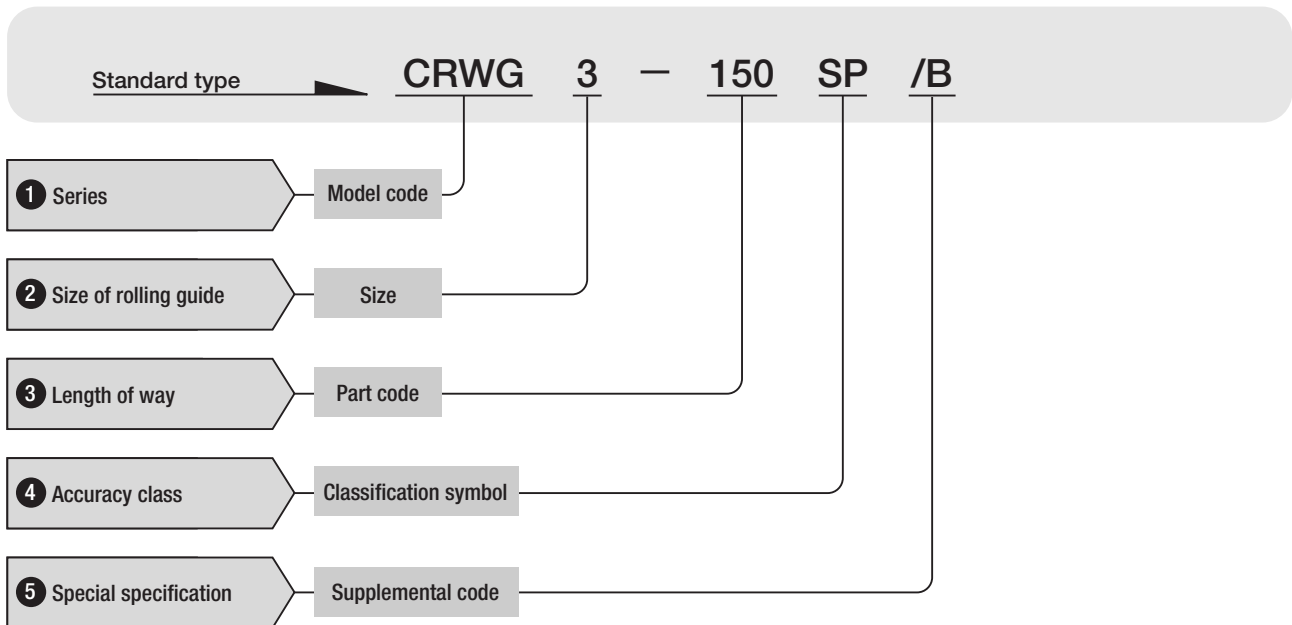 Standard type CRWG 3 － 150 SP /B
1 Series Model code
2 Size of rolling guide Size
3 Length of way Part code
4 Accuracy class Classification symbol
5 Special specification Supplemental code